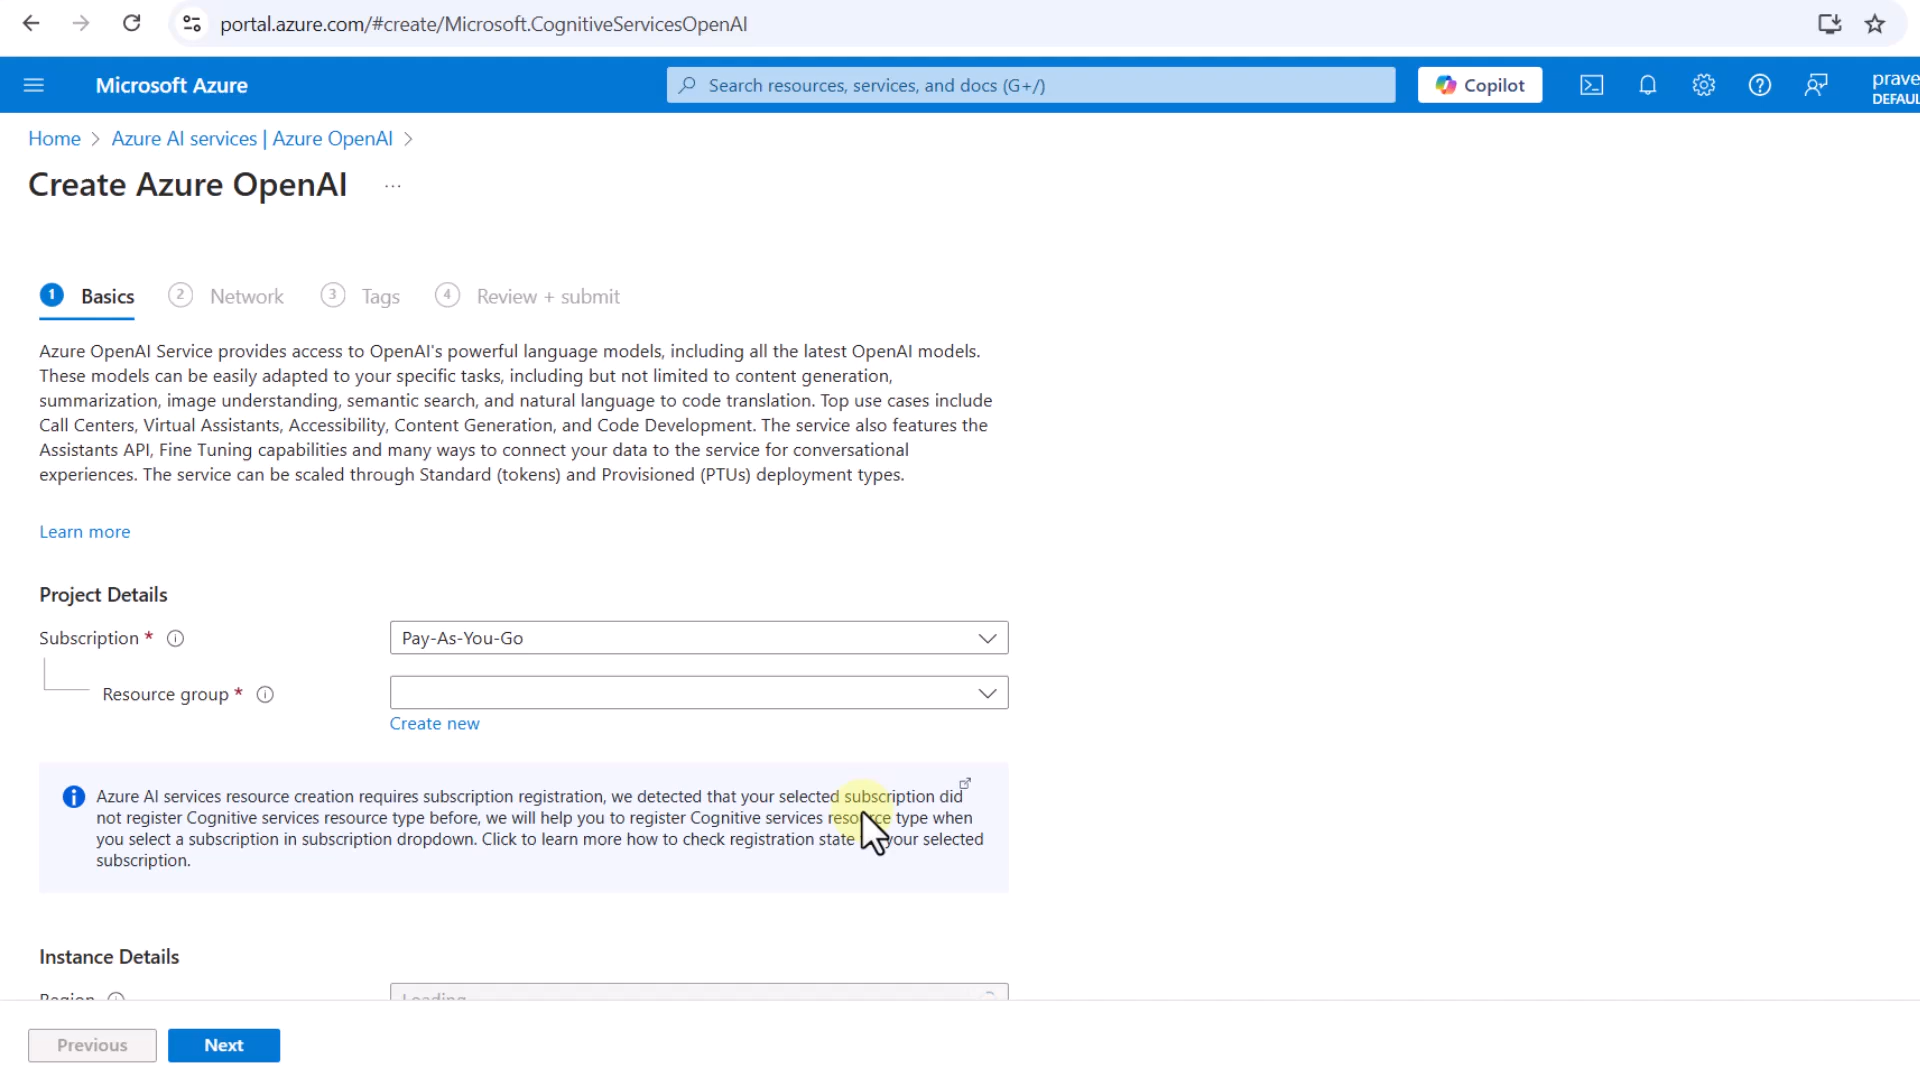 portal.azure.com/#create/Microsoft.CognitiveServicesOpenAI
Microsoft Azure
Search resources, services, and docs (G+/)
Copilot
prave
DEFAUL
Home > Azure AI services | Azure OpenAI >
Create Azure OpenAI ...
1 Basics 2 Network 3 Tags 4 Review + submit
Azure OpenAI Service provides access to OpenAI's powerful language models, including all the latest OpenAI models.
These models can be easily adapted to your specific tasks, including but not limited to content generation,
summarization, image understanding, semantic search, and natural language to code translation. Top use cases include
Call Centers, Virtual Assistants, Accessibility, Content Generation, and Code Development. The service also features the
Assistants API, Fine Tuning capabilities and many ways to connect your data to the service for conversational
experiences. The service can be scaled through Standard (tokens) and Provisioned (PTUs) deployment types.
Learn more
Project Details
Subscription *
Pay-As-You-Go
Resource group *
Create new
Azure AI services resource creation requires subscription registration, we detected that your selected subscription did
not register Cognitive services resource type before, we will help you to register Cognitive services resource type when
you select a subscription in subscription dropdown. Click to learn more how to check registration state your selected
subscription.
Instance Details
Region
Loading
Previous
Next